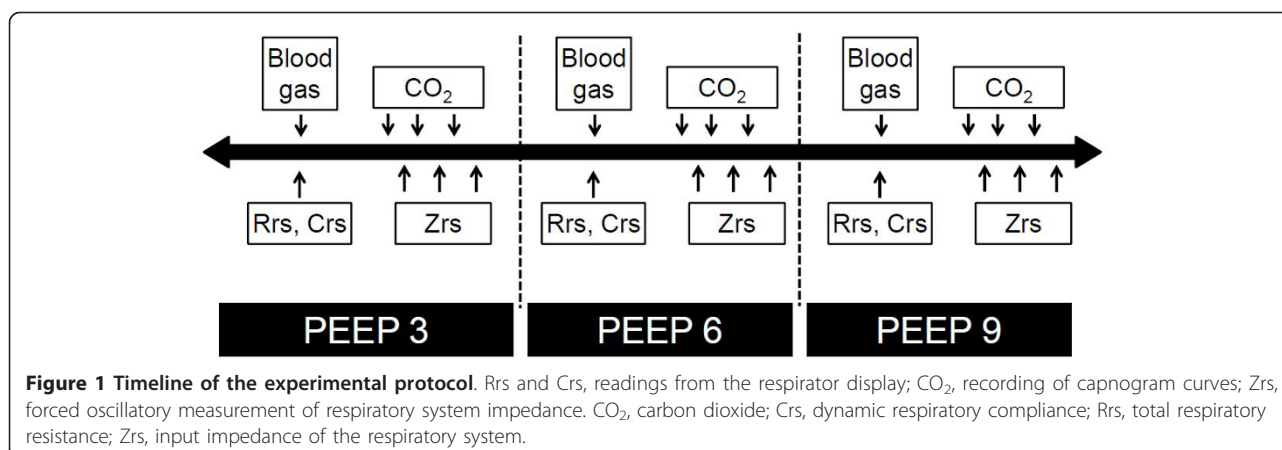 Blood gas
CO₂
Blood gas
CO₂
Blood gas
CO₂
Rrs, Crs
Zrs
Rrs, Crs
Zrs
Rrs, Crs
Zrs
PEEP 3
PEEP 6
PEEP 9
Figure 1 Timeline of the experimental protocol. Rrs and Crs, readings from the respirator display; CO₂, recording of capnogram curves; Zrs,
forced oscillatory measurement of respiratory system impedance. CO₂, carbon dioxide; Crs, dynamic respiratory compliance; Rrs, total respiratory
resistance; Zrs, input impedance of the respiratory system.